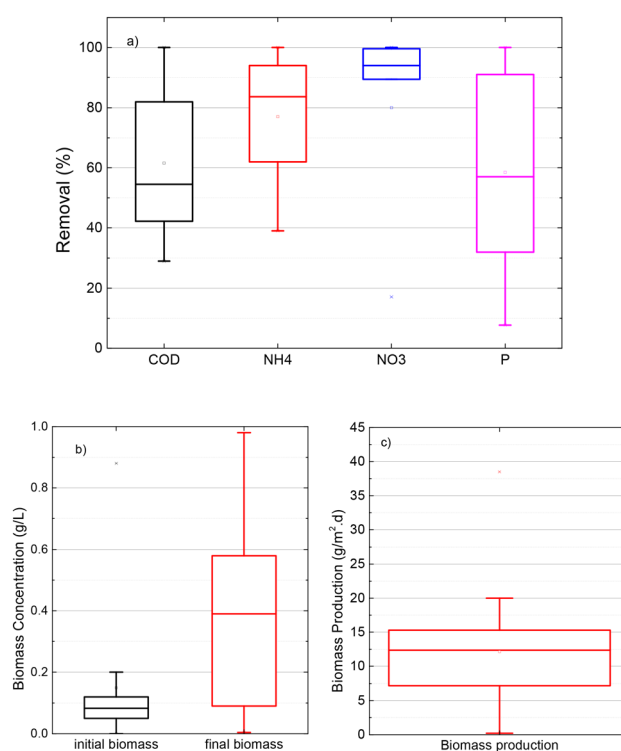 a)
Removal (%)
100
80
60
40
20
0
COD NH4 NO3 P
b)
Biomass Concentration (g/L)
1.0
0.8
0.6
0.4
0.2
0.0
initial biomass final biomass
c)
Biomass Production (g/m².d)
45
40
35
30
25
20
15
10
5
0
Biomass production